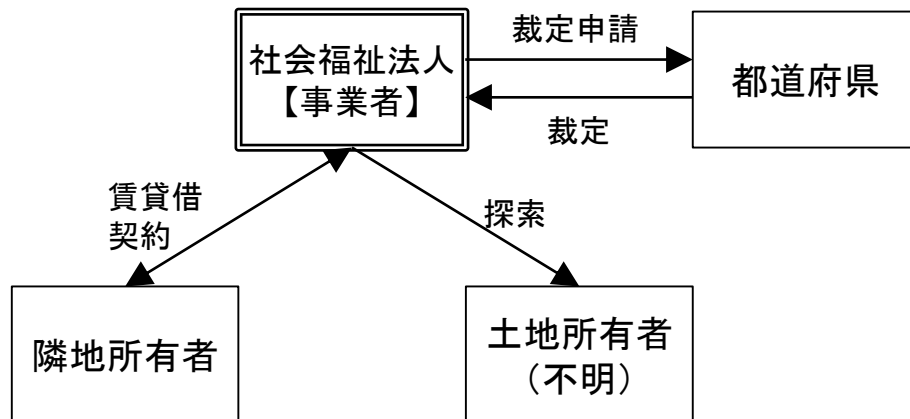 社会福祉法人
【事業者】
裁定申請
都道府県
裁定
賃貸借
契約
探索
隣地所有者
土地所有者
（不明）